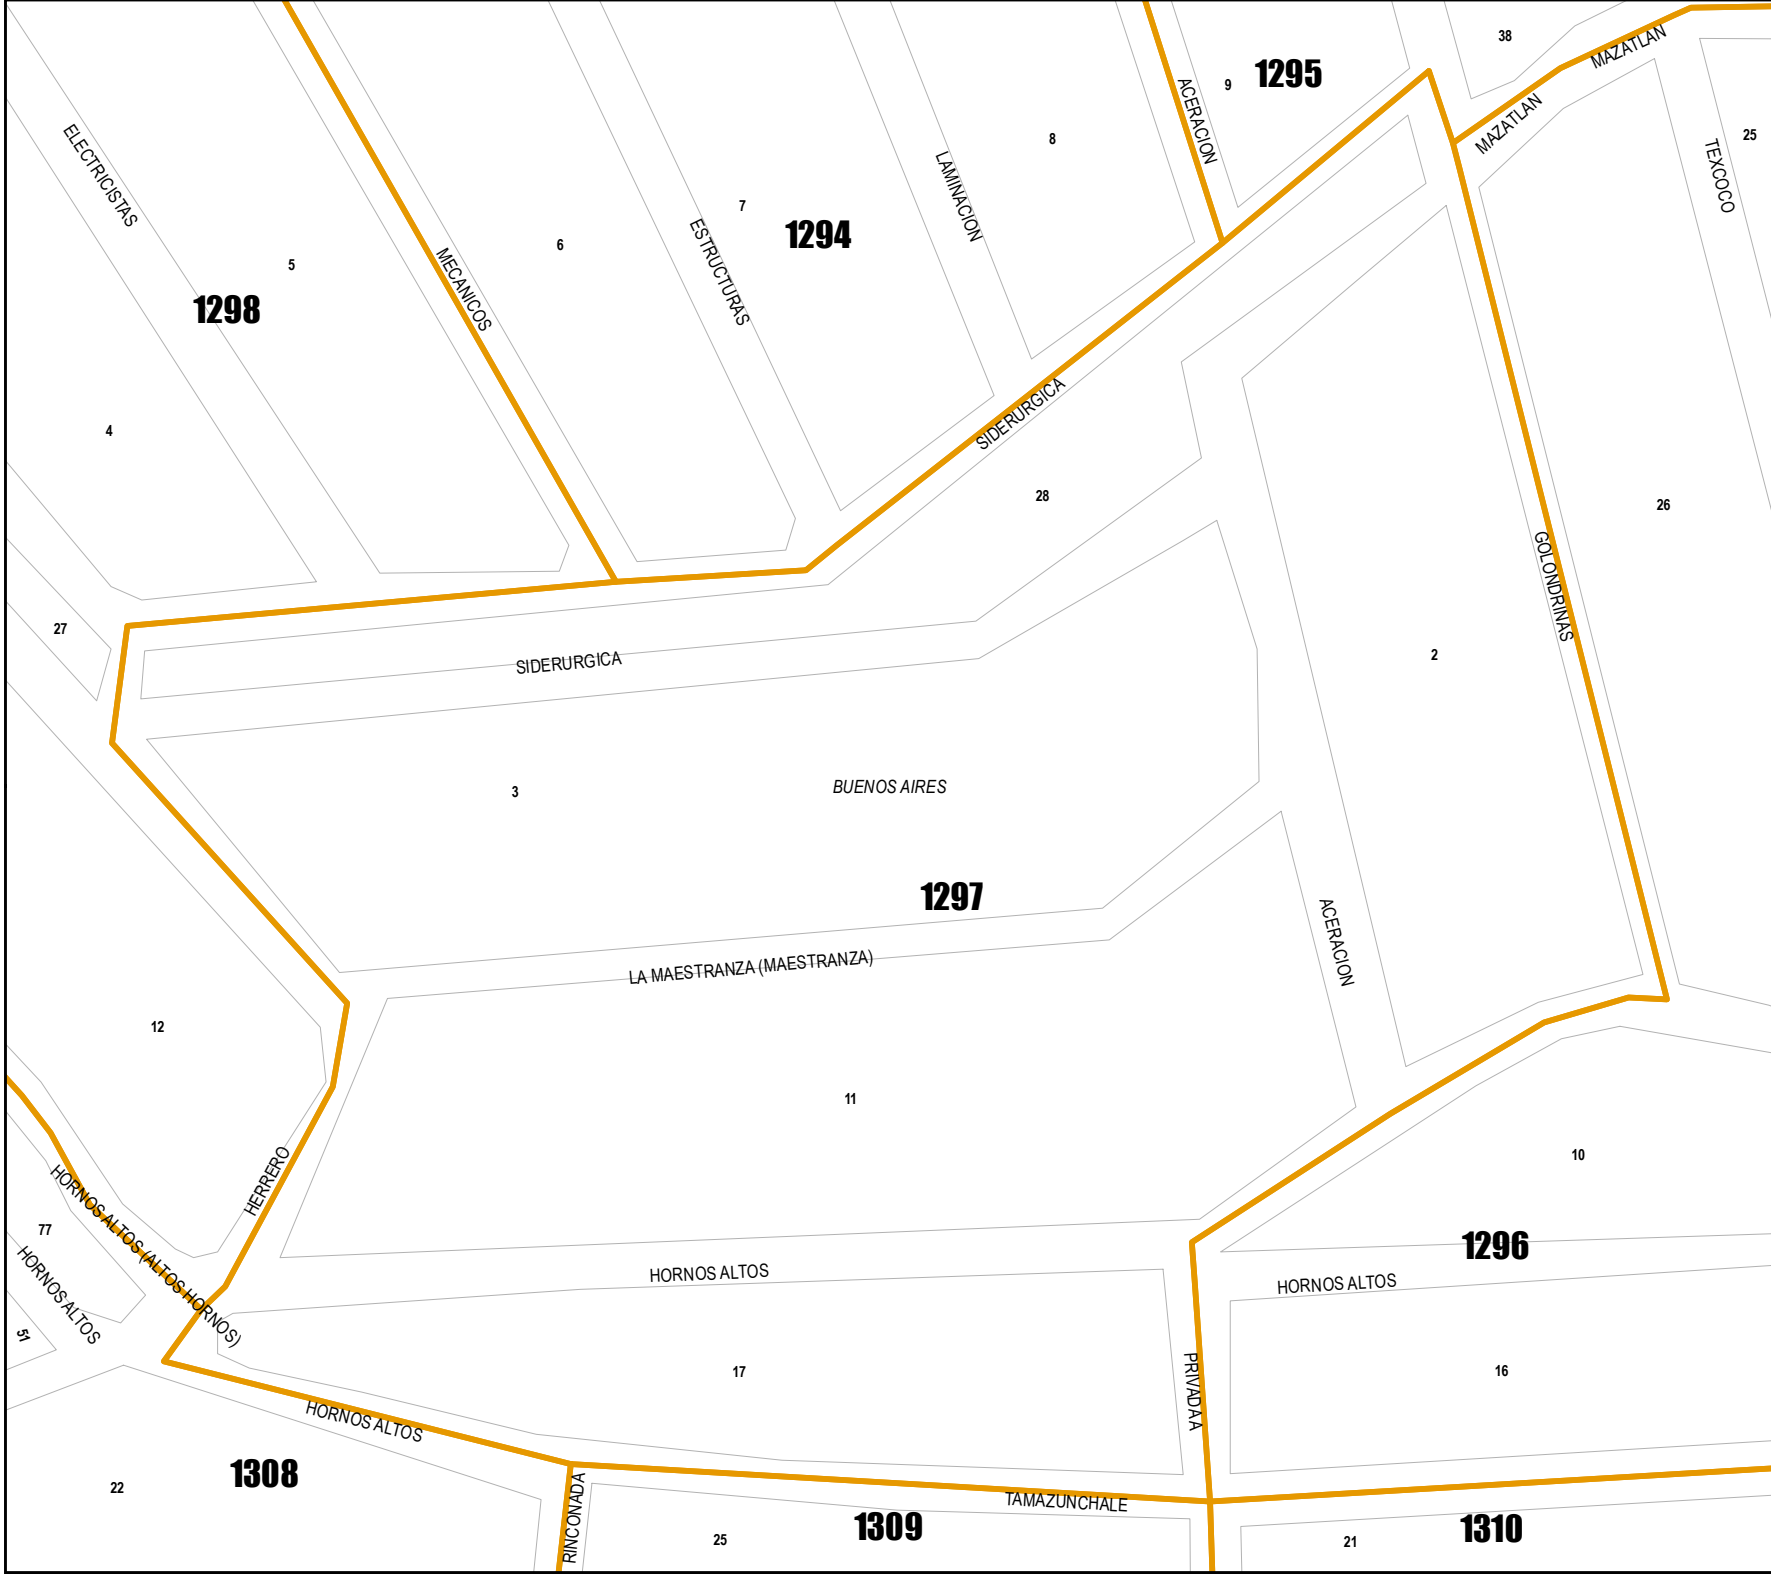 38
MAZATLAN
1295
9
ACERACION
MAZATLAN
25
8
TEXCOCO
ELECTRICISTAS
LAMINACION
7
1294
6
5
ESTRUCTURAS
MECANICOS
1298
SIDERURGICA
4
28
26
GOLONDRINAS
27
2
SIDERURGICA
3
BUENOS AIRES
1297
ACERACION
LA MAESTRANZA (MAESTRANZA)
12
11
10
HERRERO
77
HORNOS ALTOS (ALTOS HORNOS)
1296
HORNOS ALTOS
HORNOS ALTOS
HORNOS ALTOS
51
17
16
PRIVADA A
HORNOS ALTOS
1308
22
TAMAZUNCHALE
RINCONADA
1309
1310
25
21